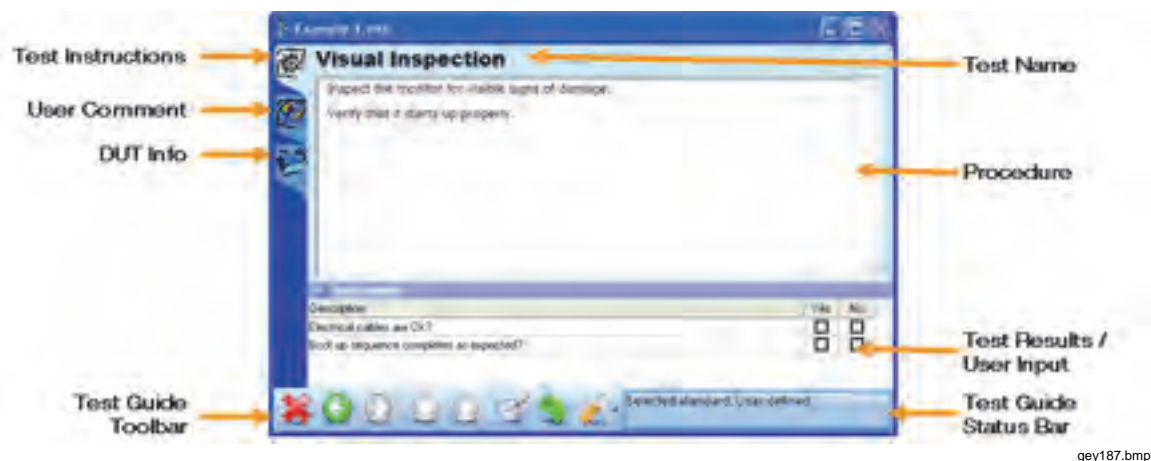 Test Instructions
User Comment
DUT Info
Visual Inspection
Inspect the monitor for visible signs of damage.
Verify that it starts up properly.
Description Yes No
Electrical cables are OK?
Boot up sequence completes as expected?
Selected standard: User defined
Test Name
Procedure
Test Results /
User Input
Test Guide
Toolbar
Test Guide
Status Bar
gey187.bmp